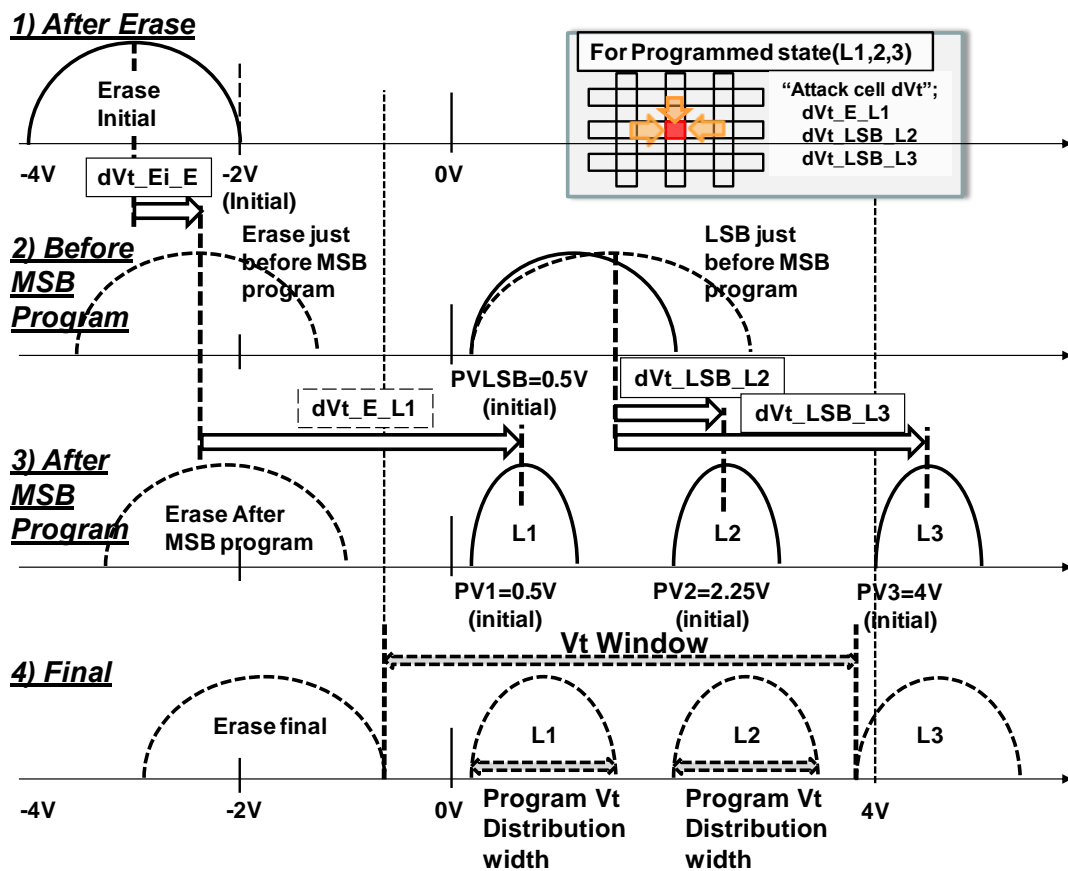 1) After Erase
Erase
Initial
-4V
-2V
(Initial)
0V
dVt_Ei_E
For Programmed state(L1,2,3)
“Attack cell dVt”;
dVt_E_L1
dVt_LSB_L2
dVt_LSB_L3
2) Before
MSB
Program
Erase just
before MSB
program
LSB just
before MSB
program
PVLSB=0.5V
(initial)
dVt_E_L1
dVt_LSB_L2
dVt_LSB_L3
3) After
MSB
Program
Erase After
MSB program
L1
L2
L3
PV1=0.5V
(initial)
PV2=2.25V
(initial)
PV3=4V
(initial)
Vt Window
4) Final
Erase final
L1
L2
L3
-4V
-2V
0V
4V
Program Vt
Distribution
width
Program Vt
Distribution
width